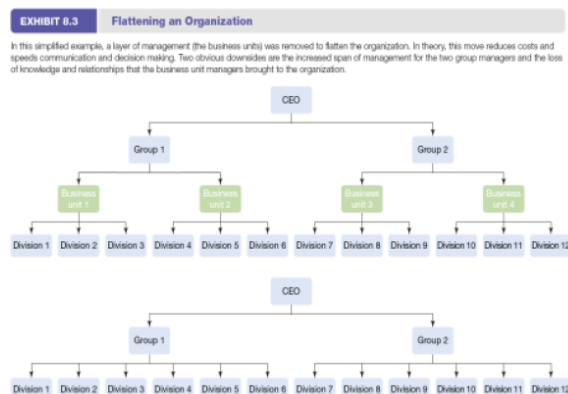 EXHIBIT 8.3 Flattening an Organization
In this simplified example, a layer of management (the business units) was removed to flatten the organization. In theory, this move reduces costs and
speeds communication and decision making. Two obvious downsides are the increased span of management for the two group managers and the loss
of knowledge and relationships that the business unit managers brought to the organization.
CEO
Group 1 Group 2
Business unit 1 Business unit 2 Business unit 3 Business unit 4
Division 1 Division 2 Division 3 Division 4 Division 5 Division 6 Division 7 Division 8 Division 9 Division 10 Division 11 Division 12
CEO
Group 1 Group 2
Division 1 Division 2 Division 3 Division 4 Division 5 Division 6 Division 7 Division 8 Division 9 Division 10 Division 11 Division 12